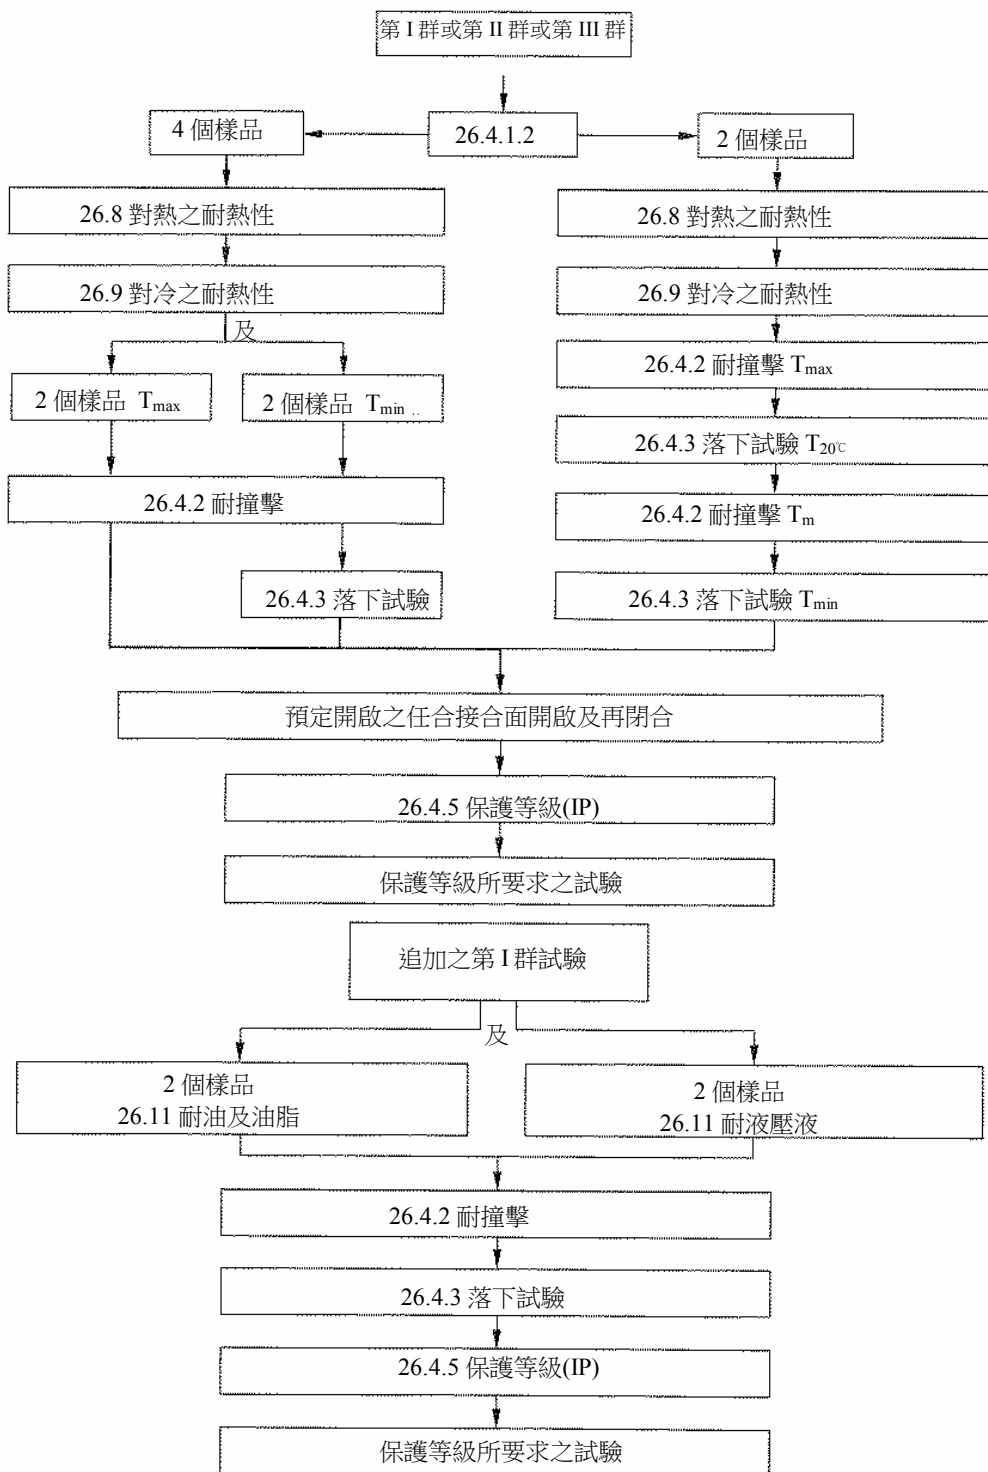 第 I 群或第 II 群或第 III 群
4 個樣品
26.4.1.2
2 個樣品
26.8 對熱之耐熱性
26.8 對熱之耐熱性
26.9 對冷之耐熱性
26.9 對冷之耐熱性
及
26.4.2 耐撞擊 Tmax
2 個樣品 Tmax
2 個樣品 Tmin
26.4.3 落下試驗 T20℃
26.4.2 耐撞擊
26.4.2 耐撞擊 Tm
26.4.3 落下試驗
26.4.3 落下試驗 Tmin
預定開啟之任合接合面開啟及再閉合
26.4.5 保護等級(IP)
保護等級所要求之試驗
追加之第 I 群試驗
及
2 個樣品
26.11 耐油及油脂
2 個樣品
26.11 耐液壓液
26.4.2 耐撞擊
26.4.3 落下試驗
26.4.5 保護等級(IP)
保護等級所要求之試驗